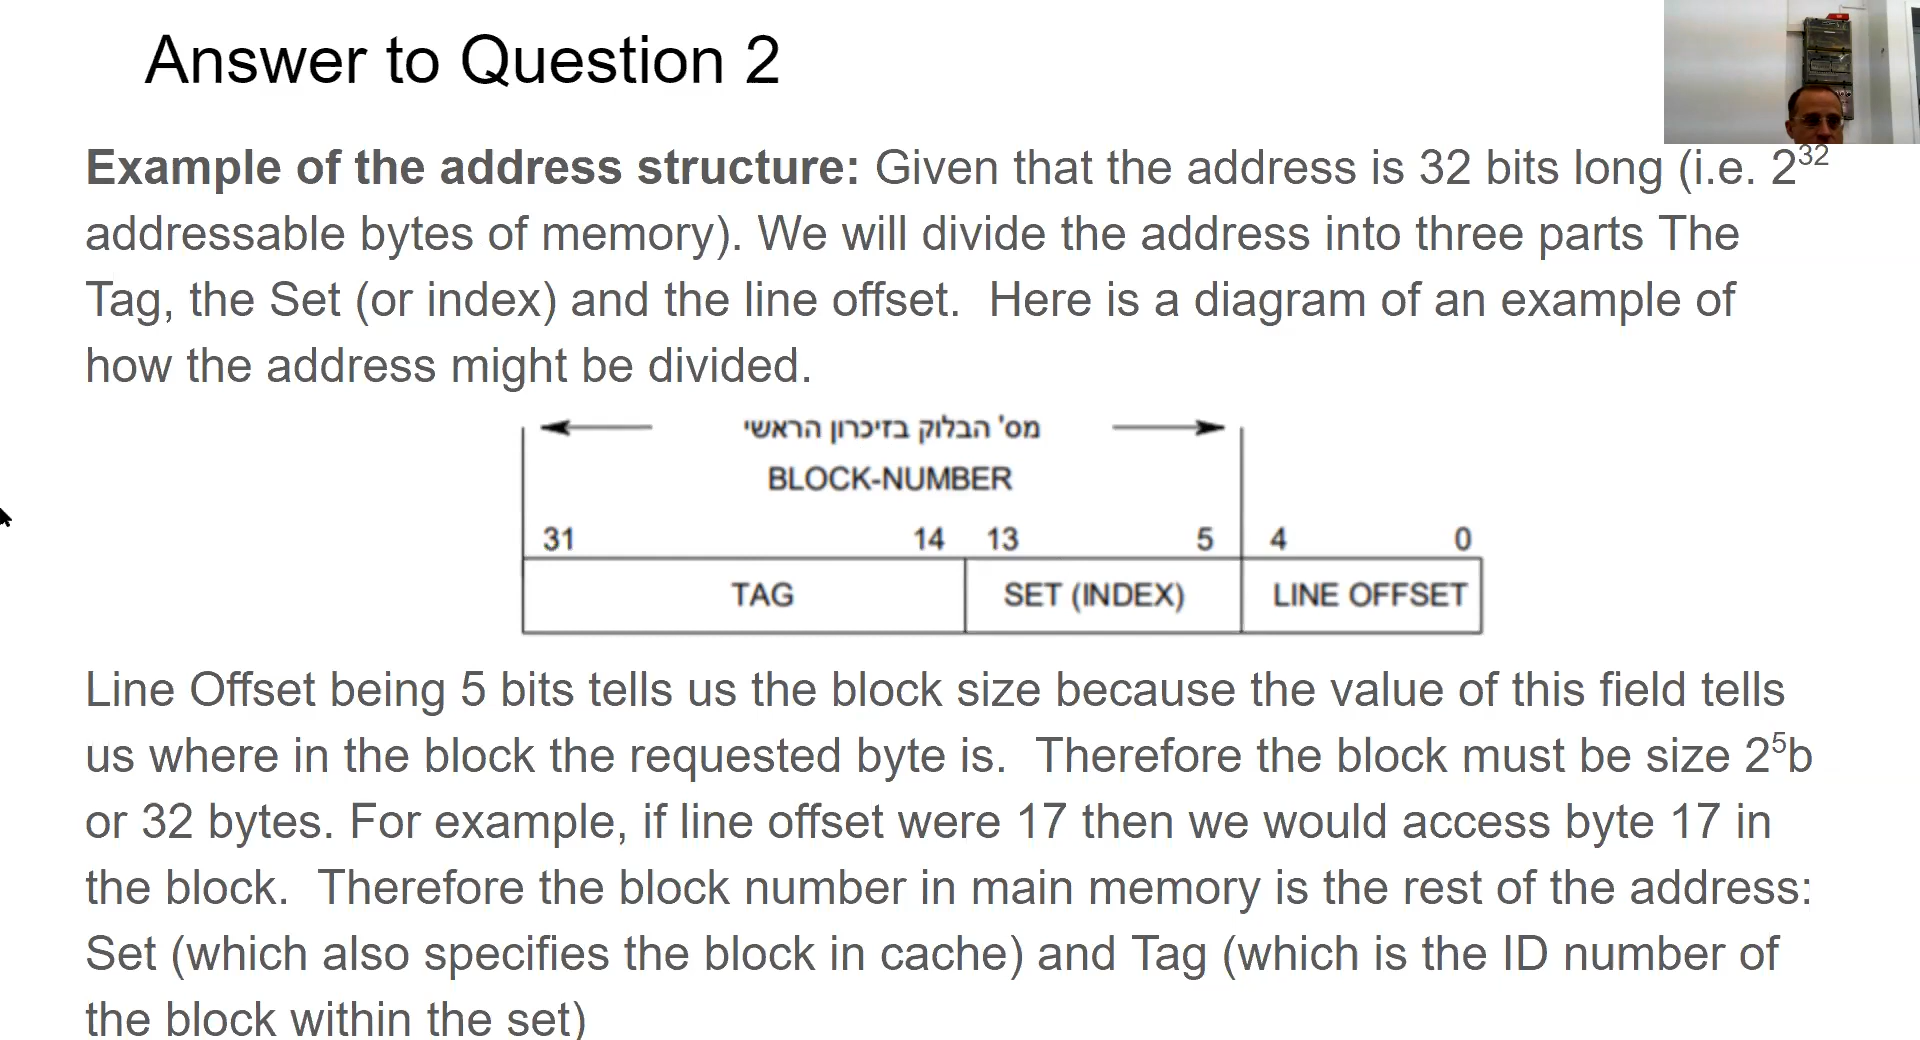 Answer to Question 2
Example of the address structure: Given that the address is 32 bits long (i.e. 2³²
addressable bytes of memory). We will divide the address into three parts The
Tag, the Set (or index) and the line offset.  Here is a diagram of an example of
how the address might be divided.
מס' הבלוק בזיכרון הראשי
BLOCK-NUMBER
31 14 13 5 4 0
TAG SET (INDEX) LINE OFFSET
Line Offset being 5 bits tells us the block size because the value of this field tells
us where in the block the requested byte is.  Therefore the block must be size 2⁵b
or 32 bytes. For example, if line offset were 17 then we would access byte 17 in
the block.  Therefore the block number in main memory is the rest of the address:
Set (which also specifies the block in cache) and Tag (which is the ID number of
the block within the set)